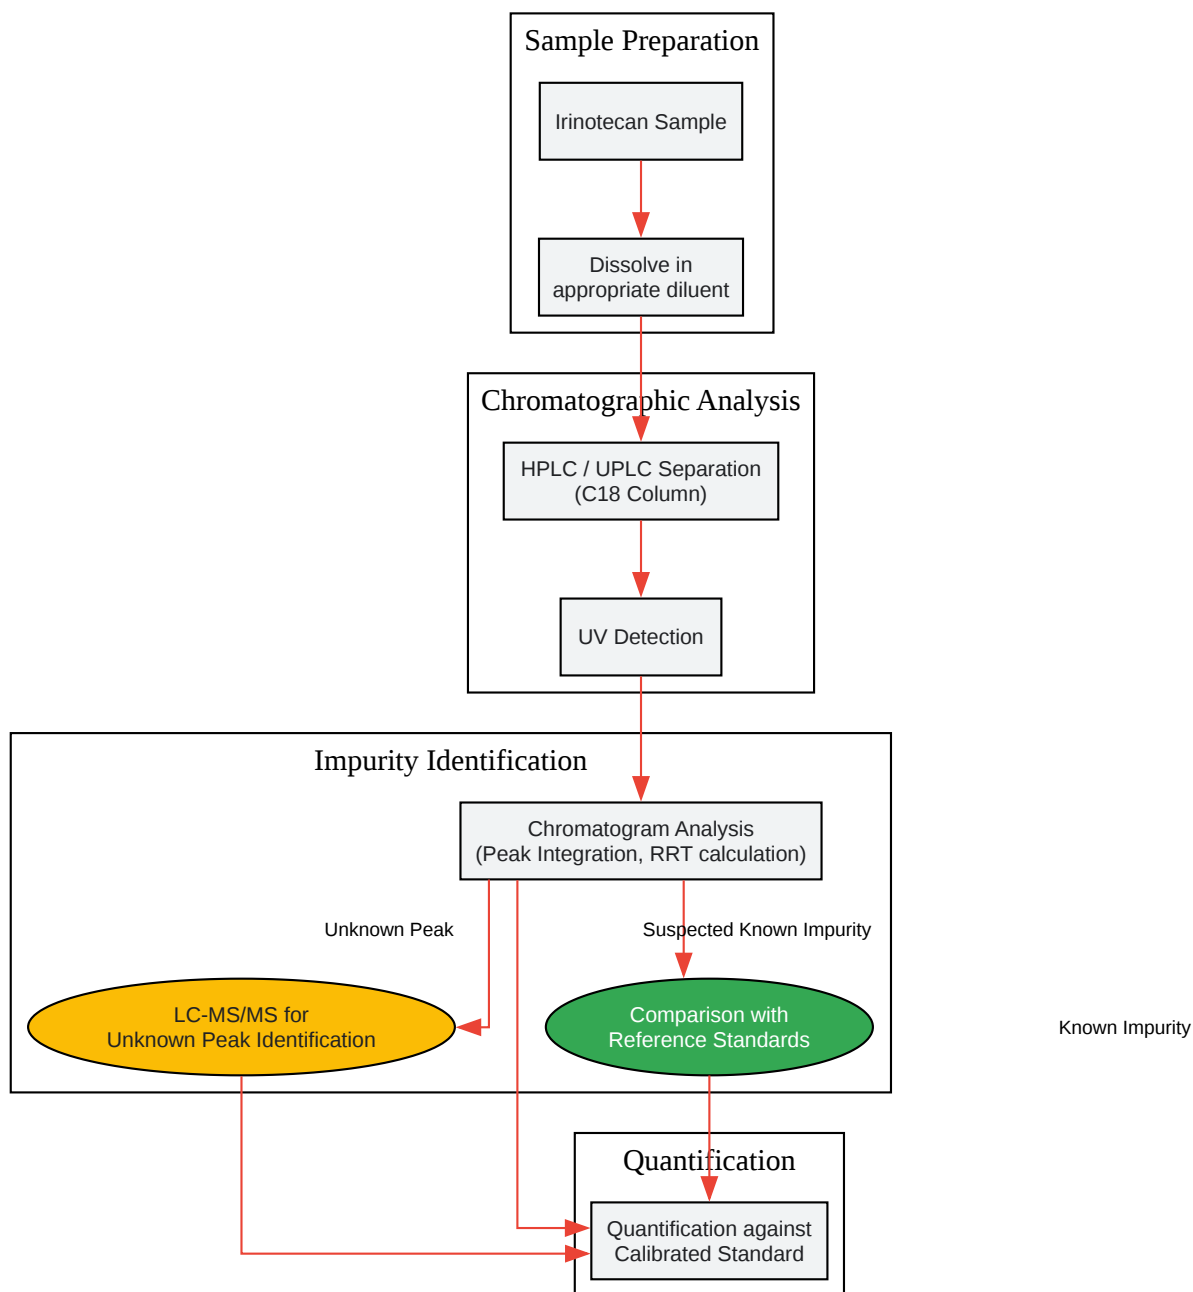 Sample Preparation
Irinotecan Sample
Dissolve in
appropriate diluent
Chromatographic Analysis
HPLC / UPLC Separation
(C18 Column)
UV Detection
Impurity Identification
Chromatogram Analysis
(Peak Integration, RRT calculation)
Unknown Peak
Suspected Known Impurity
LC-MS/MS for
Unknown Peak Identification
Comparison with
Reference Standards
Known Impurity
Quantification
Quantification against
Calibrated Standard